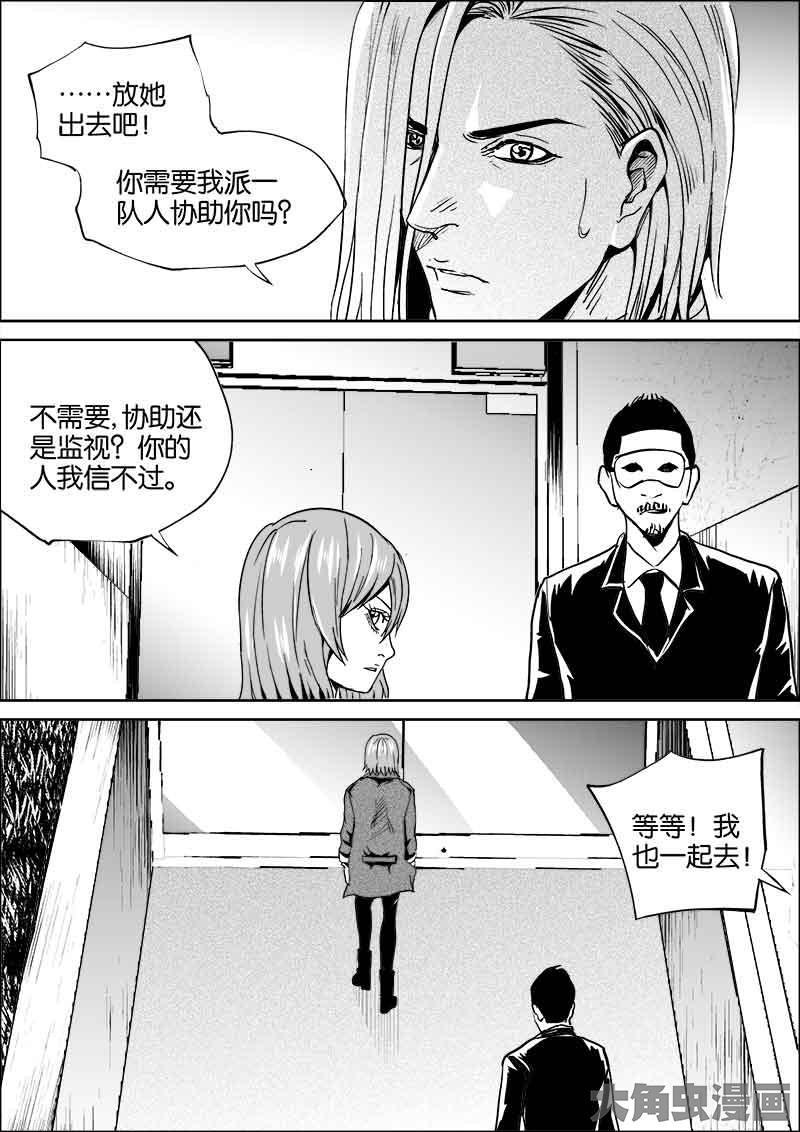 ……放她
出去吧！
你需要我派一
队人协助你吗？
不需要,协助还
是监视？你的
人我信不过。
等等！我
也一起去！
大角虫漫画